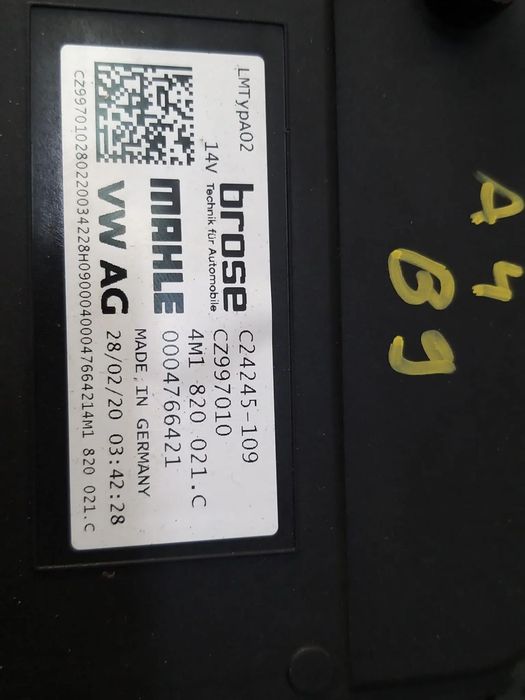 A4
B9
LMTypA02
14V
brose
Technik für Automobile
MAHLE
VW AG
C24245-109
CZ997010
4M1 820 021.C
0004766421
MADE IN GERMANY
28/02/20 03:42:28
CZ997010280220034228H090000400047664214M1 820 021.C